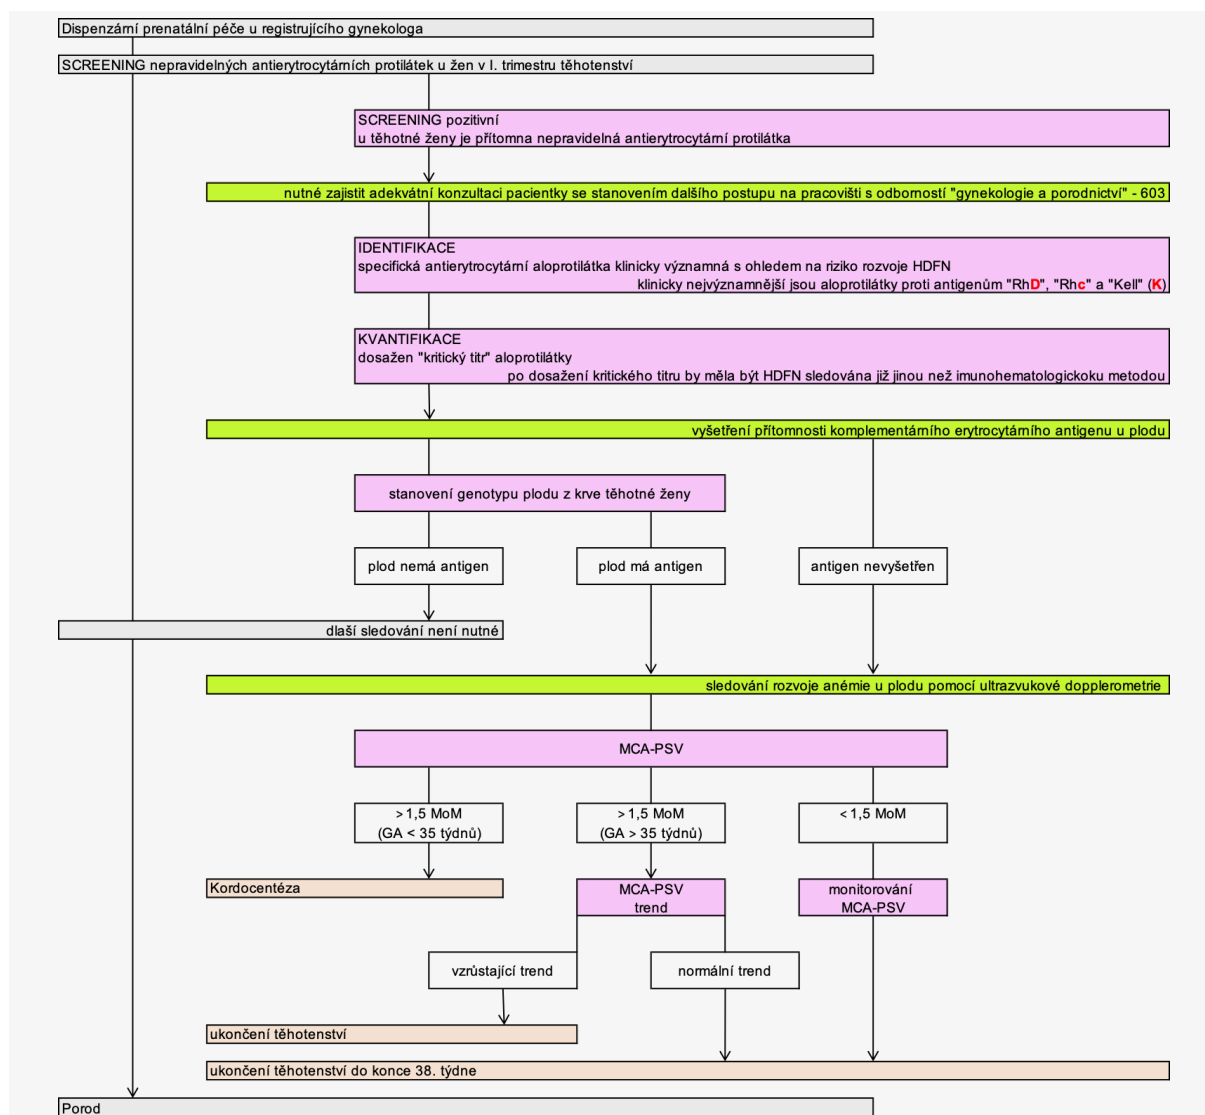 Dispenzární prenatální péče u registrujícího gynekologa
SCREENING nepravidelných antierytrocytárních protilátek u žen v I. trimestru těhotenství
SCREENING pozitivní
u těhotné ženy je přítomna nepravidelná antierytrocytární protilátka
nutné zajistit adekvátní konzultaci pacientky se stanovením dalšího postupu na pracovišti s odborností "gynekologie a porodnictví" - 603
IDENTIFIKACE
specifická antierytrocytární aloprotilátka klinicky významná s ohledem na riziko rozvoje HDFN
klinicky nejvýznamnější jsou aloprotilátky proti antigenům "RhD", "Rhc" a "Kell" (K)
KVANTIFIKACE
dosažen "kritický titr" aloprotilátky
po dosažení kritického titru by měla být HDFN sledována již jinou než imunohematologickoku metodou
vyšetření přítomnosti komplementárního erytrocytárního antigenu u plodu
stanovení genotypu plodu z krve těhotné ženy
plod nemá antigen
plod má antigen
antigen nevyšetřen
dlaší sledování není nutné
sledování rozvoje anémie u plodu pomocí ultrazvukové dopplerometrie
MCA-PSV
> 1,5 MoM
(GA < 35 týdnů)
> 1,5 MoM
(GA > 35 týdnů)
< 1,5 MoM
Kordocentéza
MCA-PSV
trend
monitorování
MCA-PSV
vzrůstající trend
normální trend
ukončení těhotenství
ukončení těhotenství do konce 38. týdne
Porod